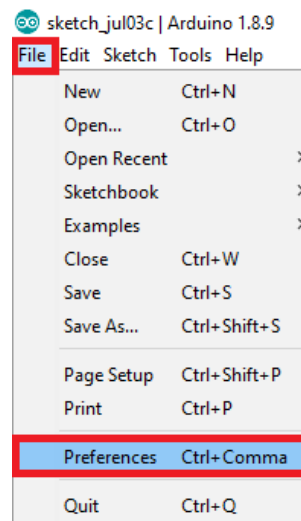 sketch_jul03c | Arduino 1.8.9
File Edit Sketch Tools Help
New Ctrl+N
Open... Ctrl+O
Open Recent
Sketchbook
Examples
Close Ctrl+W
Save Ctrl+S
Save As... Ctrl+Shift+S
Page Setup Ctrl+Shift+P
Print Ctrl+P
Preferences Ctrl+Comma
Quit Ctrl+Q